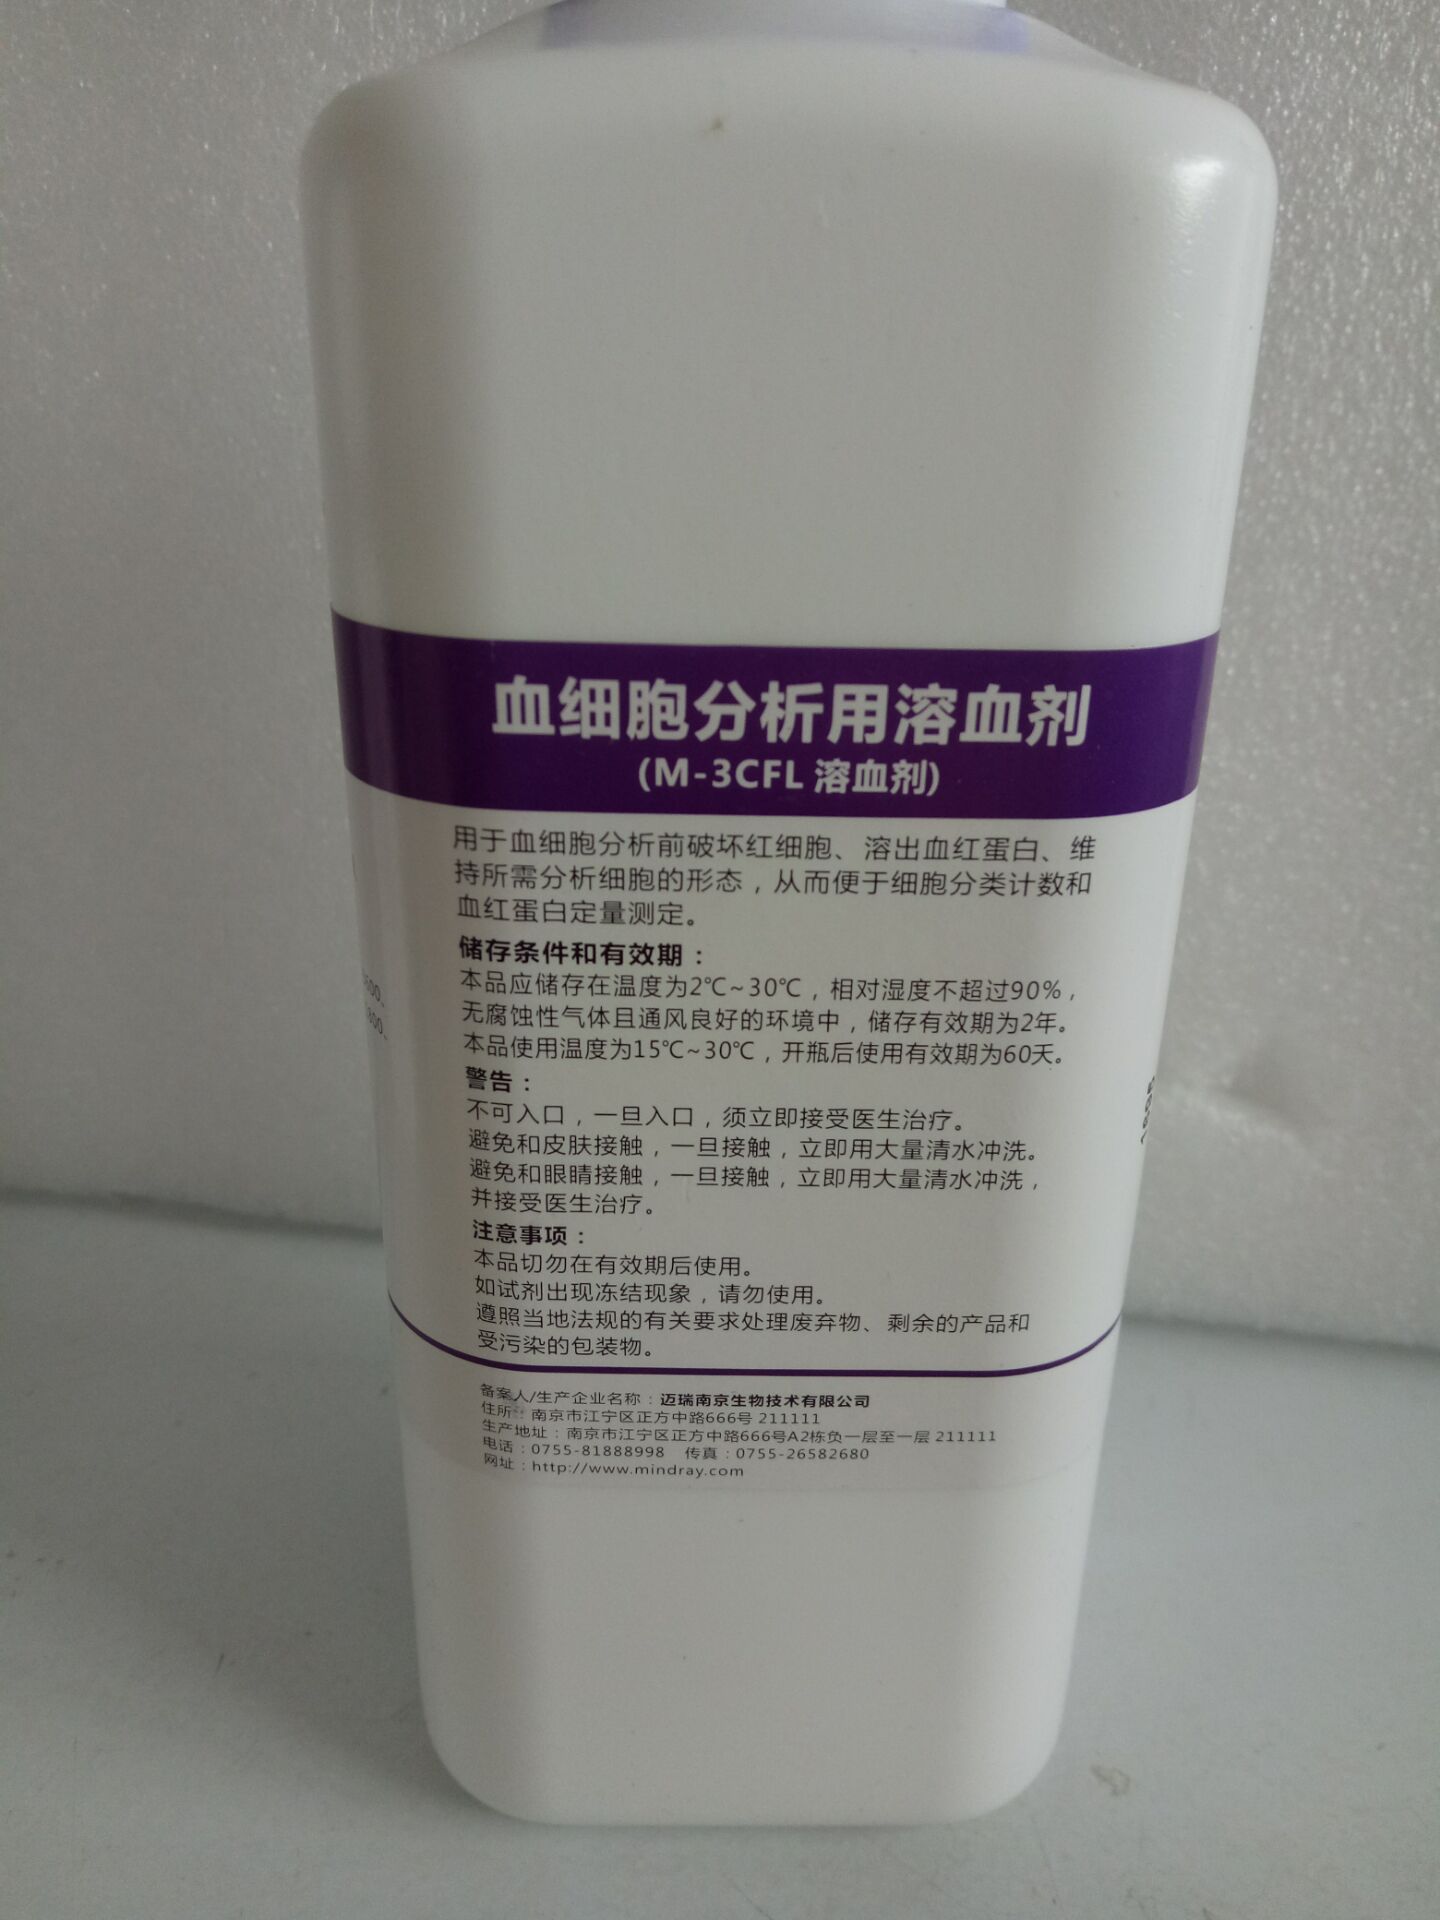 血细胞分析用溶血剂
(M-3CFL 溶血剂)
用于血细胞分析前破坏红细胞、溶出血红蛋白、维
持所需分析细胞的形态，从而便于细胞分类计数和
血红蛋白定量测定。
储存条件和有效期：
本品应储存在温度为2℃~30℃，相对湿度不超过90%，
无腐蚀性气体且通风良好的环境中，储存有效期为2年。
本品使用温度为15℃~30℃，开瓶后使用有效期为60天。
警告：
不可入口，一旦入口，须立即接受医生治疗。
避免和皮肤接触，一旦接触，立即用大量清水冲洗。
避免和眼睛接触，一旦接触，立即用大量清水冲洗，
并接受医生治疗。
注意事项：
本品切勿在有效期后使用。
如试剂出现冻结现象，请勿使用。
遵照当地法规的有关要求处理废弃物、剩余的产品和
受污染的包装物。
备案人/生产企业名称：迈瑞南京生物技术有限公司
住所：南京市江宁区正方中路666号 211111
生产地址：南京市江宁区正方中路666号A2栋负一层至一层 211111
电话：0755-81888998 传真：0755-26582680
网址：http://www.mindray.com